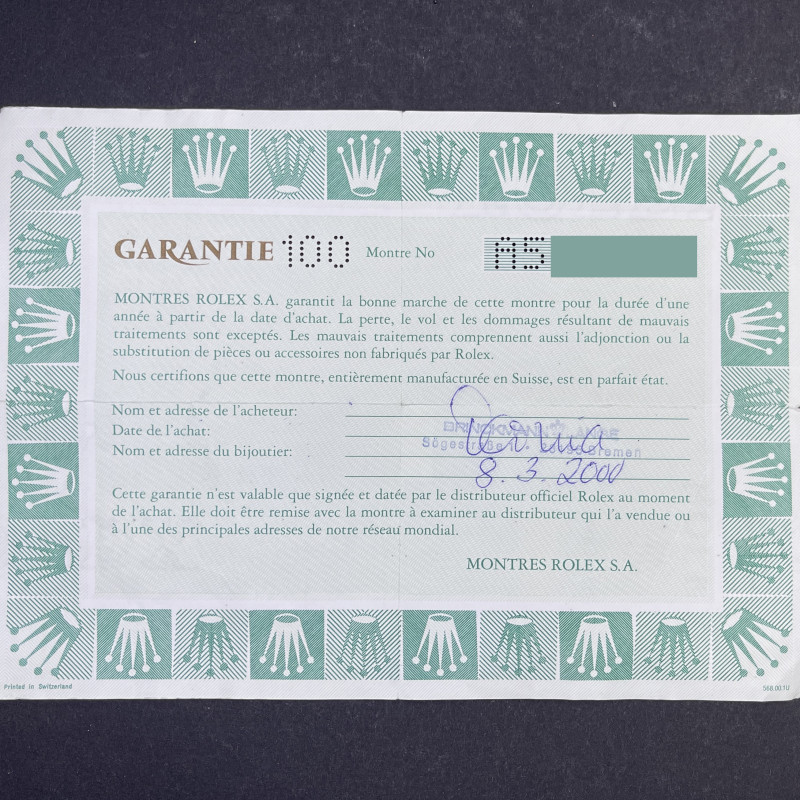 GARANTIE 100 Montre No A5
MONTRES ROLEX S.A. garantit la bonne marche de cette montre pour la durée d'une
année à partir de la date d'achat. La perte, le vol et les dommages résultant de mauvais
traitements sont exceptés. Les mauvais traitements comprennent aussi l'adjonction ou la
substitution de pièces ou accessoires non fabriqués par Rolex.
Nous certifions que cette montre, entièrement manufacturée en Suisse, est en parfait état.
Nom et adresse de l'acheteur:
Date de l'achat:
BRINCKMANN LANGE
Nom et adresse du bijoutier:
Sögestraße Bremen
8. 3. 2000
Cette garantie n'est valable que signée et datée par le distributeur officiel Rolex au moment
de l'achat. Elle doit être remise avec la montre à examiner au distributeur qui l'a vendue ou
à l'une des principales adresses de notre réseau mondial.
MONTRES ROLEX S.A.
Printed in Switzerland
568.00.1U